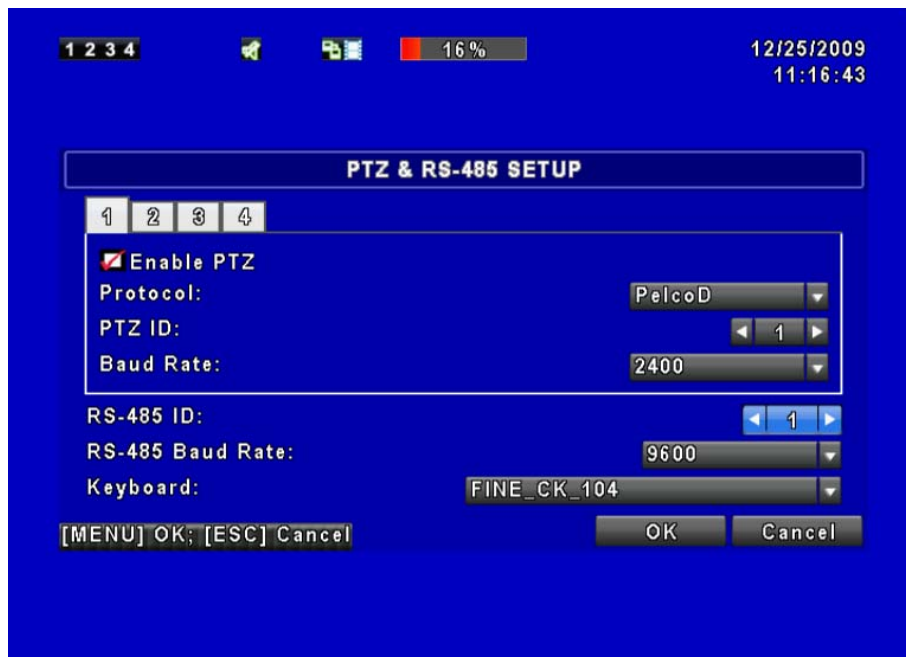 1 2 3 4 16% 12/25/2009
11:16:43
PTZ & RS-485 SETUP
1 2 3 4
Enable PTZ
Protocol: PelcoD
PTZ ID: 1
Baud Rate: 2400
RS-485 ID: 1
RS-485 Baud Rate: 9600
Keyboard: FINE_CK_104
[MENU] OK; [ESC] Cancel OK Cancel